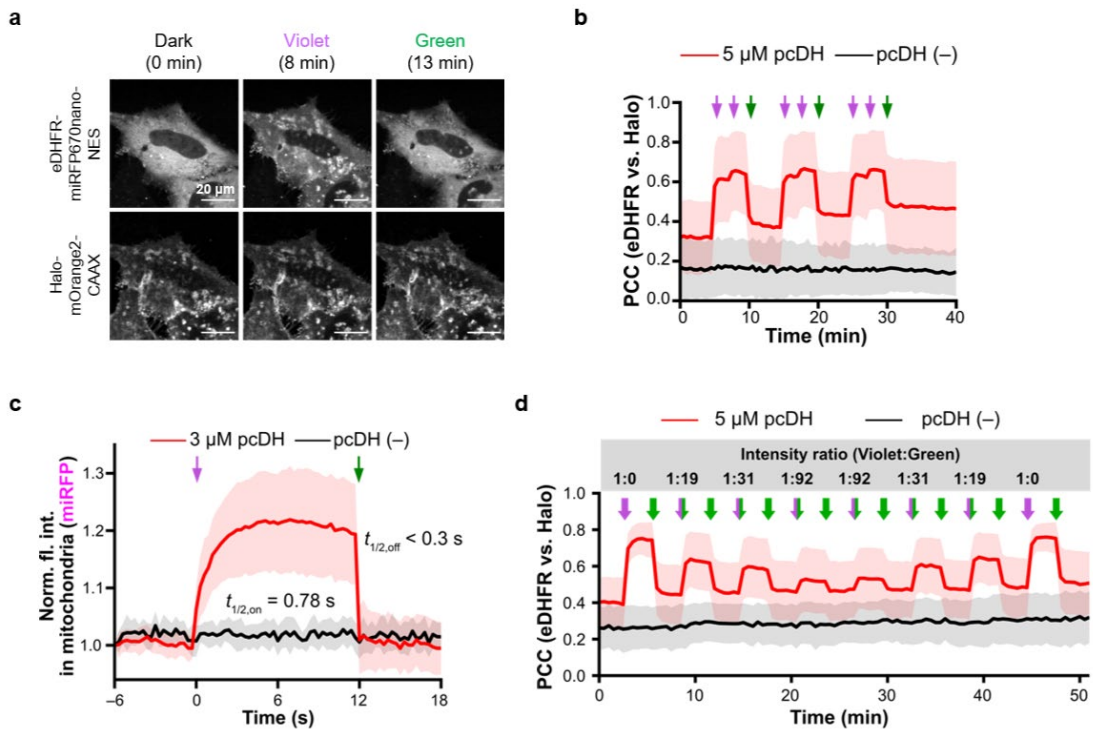 a
Dark
(0 min)
Violet
(8 min)
Green
(13 min)
eDHFR-
miRFP670nano-
NES
20 µm
Halo-
mOrange2-
CAAX
b
5 µM pcDH
pcDH (–)
PCC (eDHFR vs. Halo)
1.0
0.8
0.6
0.4
0.2
0.0
0
10
20
30
40
Time (min)
c
3 µM pcDH
pcDH (–)
Norm. fl. int.
in mitochondria (miRFP)
1.3
1.2
1.1
1.0
t1/2,off < 0.3 s
t1/2,on = 0.78 s
–6
0
6
12
18
Time (s)
d
5 µM pcDH
pcDH (–)
Intensity ratio (Violet:Green)
1:0
1:19
1:31
1:92
1:92
1:31
1:19
1:0
PCC (eDHFR vs. Halo)
1.0
0.8
0.6
0.4
0.2
0.0
0
10
20
30
40
50
Time (min)